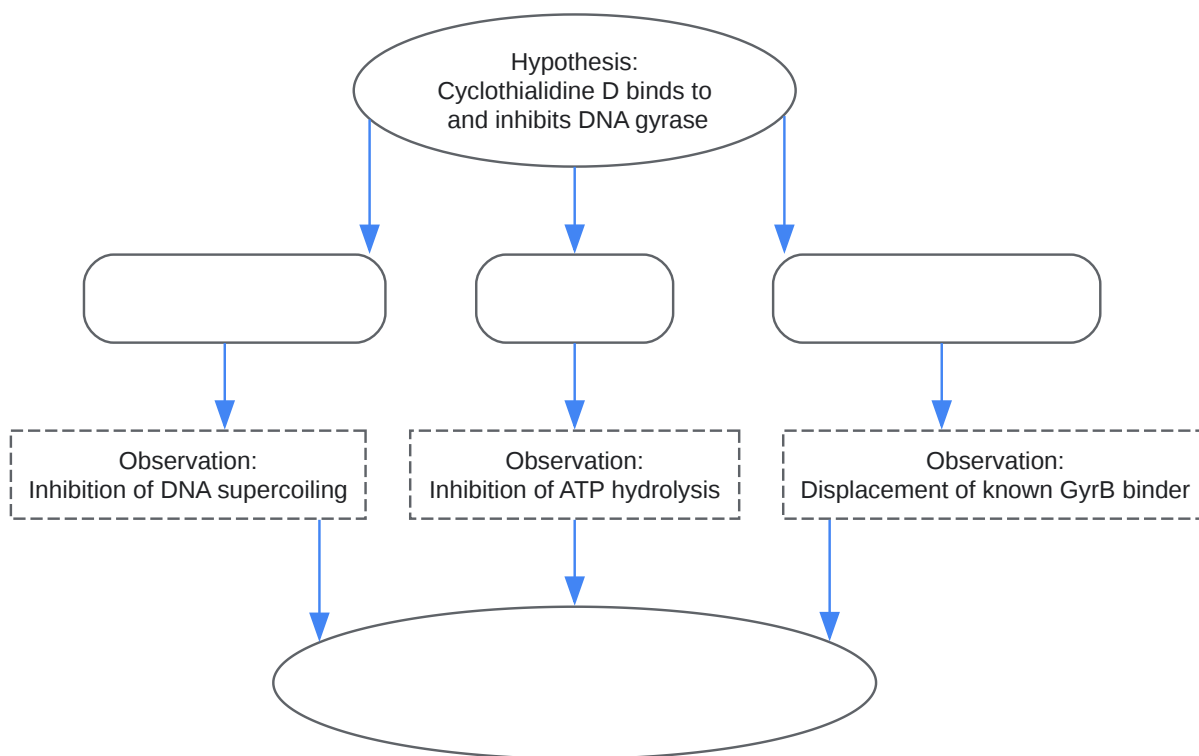 Hypothesis:
Cyclothialidine D binds to
and inhibits DNA gyrase
Observation:
Inhibition of DNA supercoiling
Observation:
Inhibition of ATP hydrolysis
Observation:
Displacement of known GyrB binder